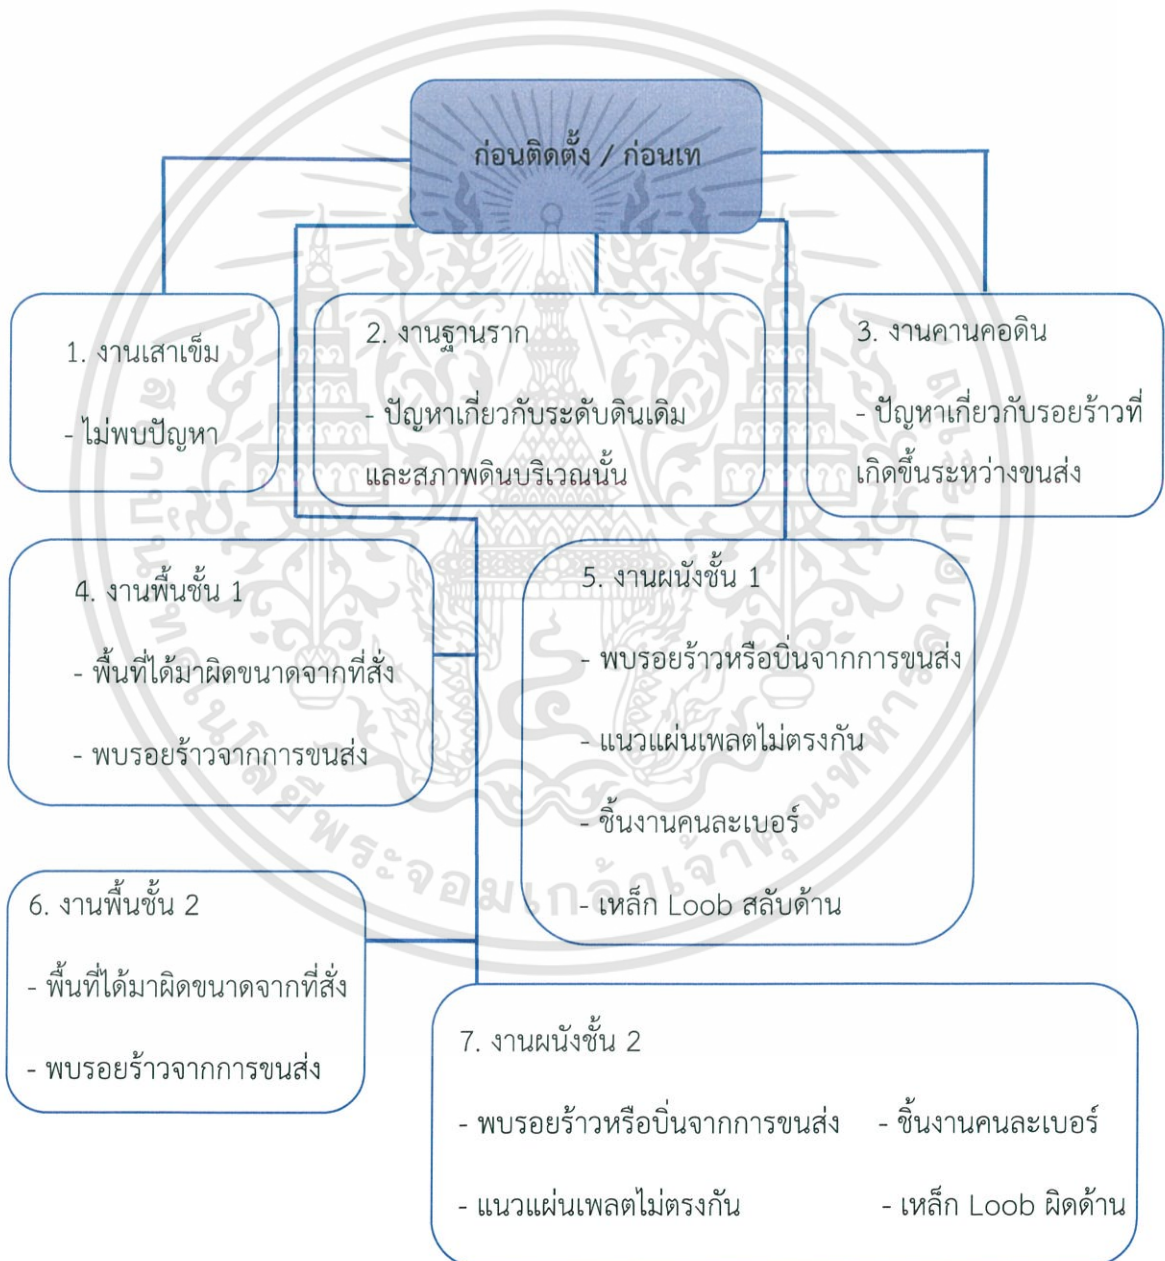 ก่อนติดตั้ง / ก่อนเท
1. งานเสาเข็ม
- ไม่พบปัญหา
2. งานฐานราก
- ปัญหาเกี่ยวกับระดับดินเดิม
และสภาพดินบริเวณนั้น
3. งานคานคอดิน
- ปัญหาเกี่ยวกับรอยร้าวที่
เกิดขึ้นระหว่างขนส่ง
4. งานพื้นชั้น 1
- พื้นที่ได้มาผิดขนาดจากที่สั่ง
- พบรอยร้าวจากการขนส่ง
5. งานผนังชั้น 1
- พบรอยร้าวหรือบิ่นจากการขนส่ง
- แนวแผ่นเพลตไม่ตรงกัน
- ชิ้นงานคนละเบอร์
- เหล็ก Loob สลับด้าน
6. งานพื้นชั้น 2
- พื้นที่ได้มาผิดขนาดจากที่สั่ง
- พบรอยร้าวจากการขนส่ง
7. งานผนังชั้น 2
- พบรอยร้าวหรือบิ่นจากการขนส่ง - ชิ้นงานคนละเบอร์
- แนวแผ่นเพลตไม่ตรงกัน - เหล็ก Loob ผิดด้าน